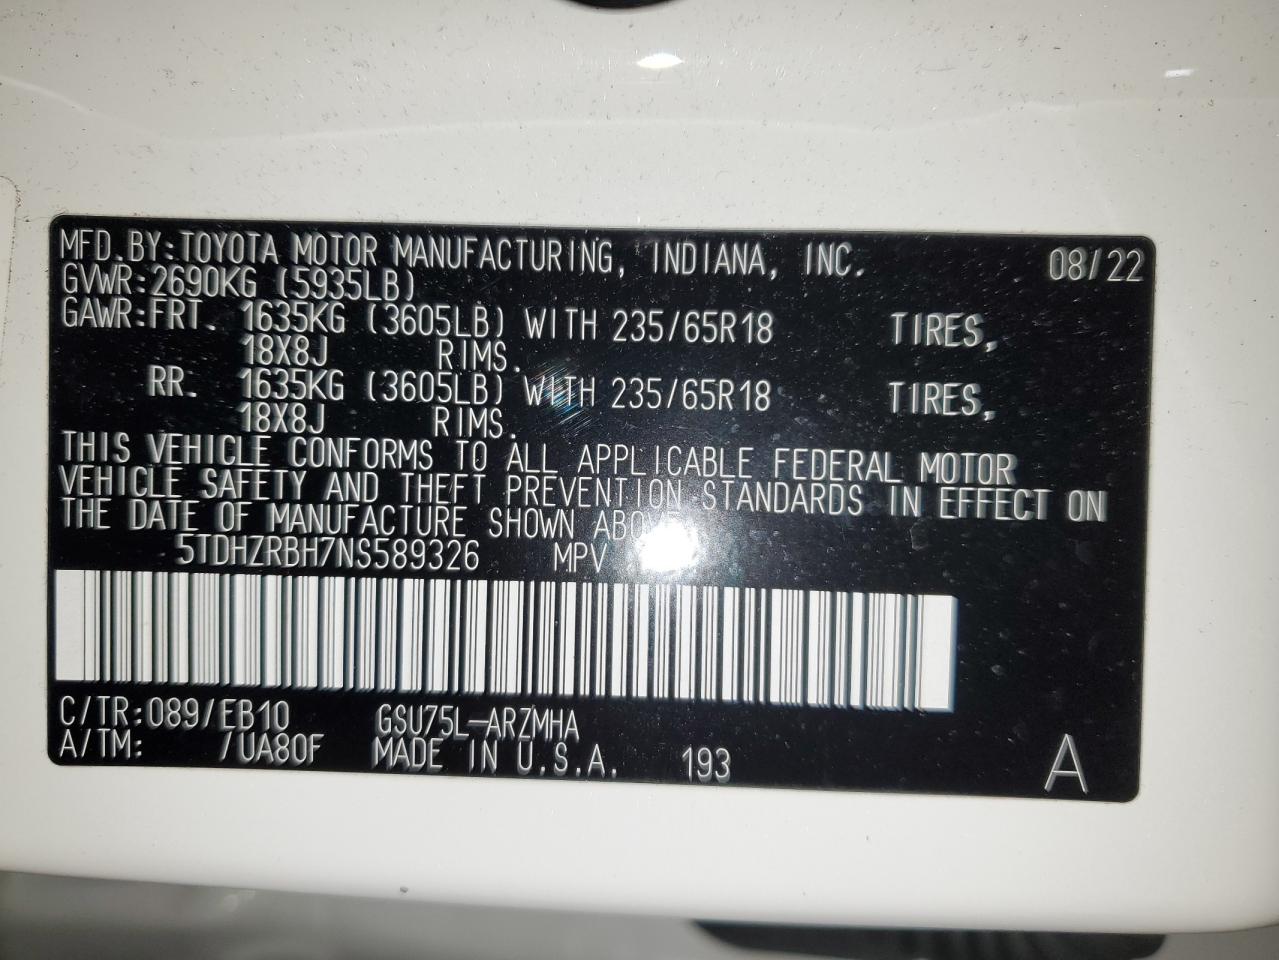 MFD.BY:TOYOTA MOTOR MANUFACTURING, INDIANA, INC. 08/22
GVWR:2690KG (5935LB)
GAWR:FRT. 1635KG (3605LB) WITH 235/65R18 TIRES,
18X8J RIMS.
RR. 1635KG (3605LB) WITH 235/65R18 TIRES,
18X8J RIMS.
THIS VEHICLE CONFORMS TO ALL APPLICABLE FEDERAL MOTOR
VEHICLE SAFETY AND THEFT PREVENTION STANDARDS IN EFFECT ON
THE DATE OF MANUFACTURE SHOWN ABOVE
5TDHZRBH7NS589326 MPV
C/TR:089/EB10 GSU75L-ARZMHA
A/TM: /UA80F MADE IN U.S.A. 193 A